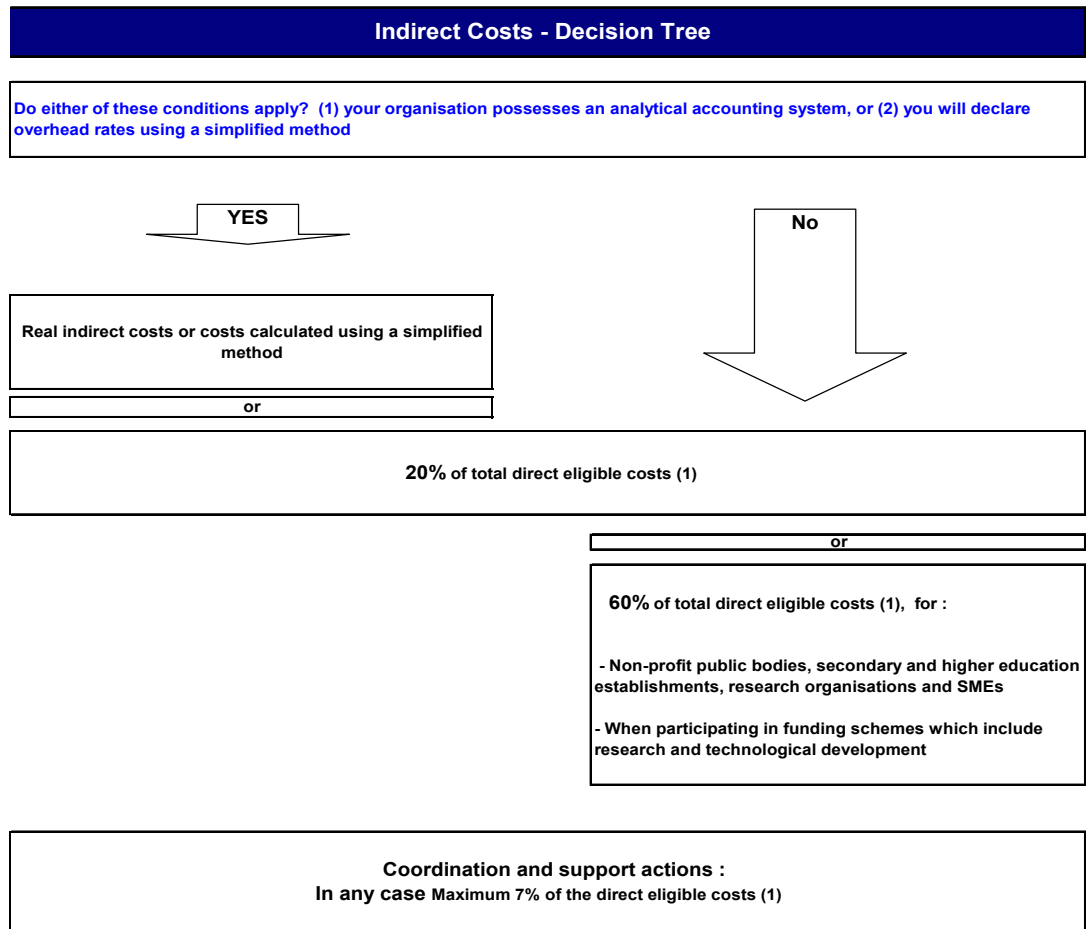 Indirect Costs - Decision Tree
Do either of these conditions apply? (1) your organisation possesses an analytical accounting system, or (2) you will declare
overhead rates using a simplified method
YES
No
Real indirect costs or costs calculated using a simplified
method
or
20% of total direct eligible costs (1)
or
60% of total direct eligible costs (1), for :
- Non-profit public bodies, secondary and higher education
establishments, research organisations and SMEs
- When participating in funding schemes which include
research and technological development
Coordination and support actions :
In any case Maximum 7% of the direct eligible costs (1)